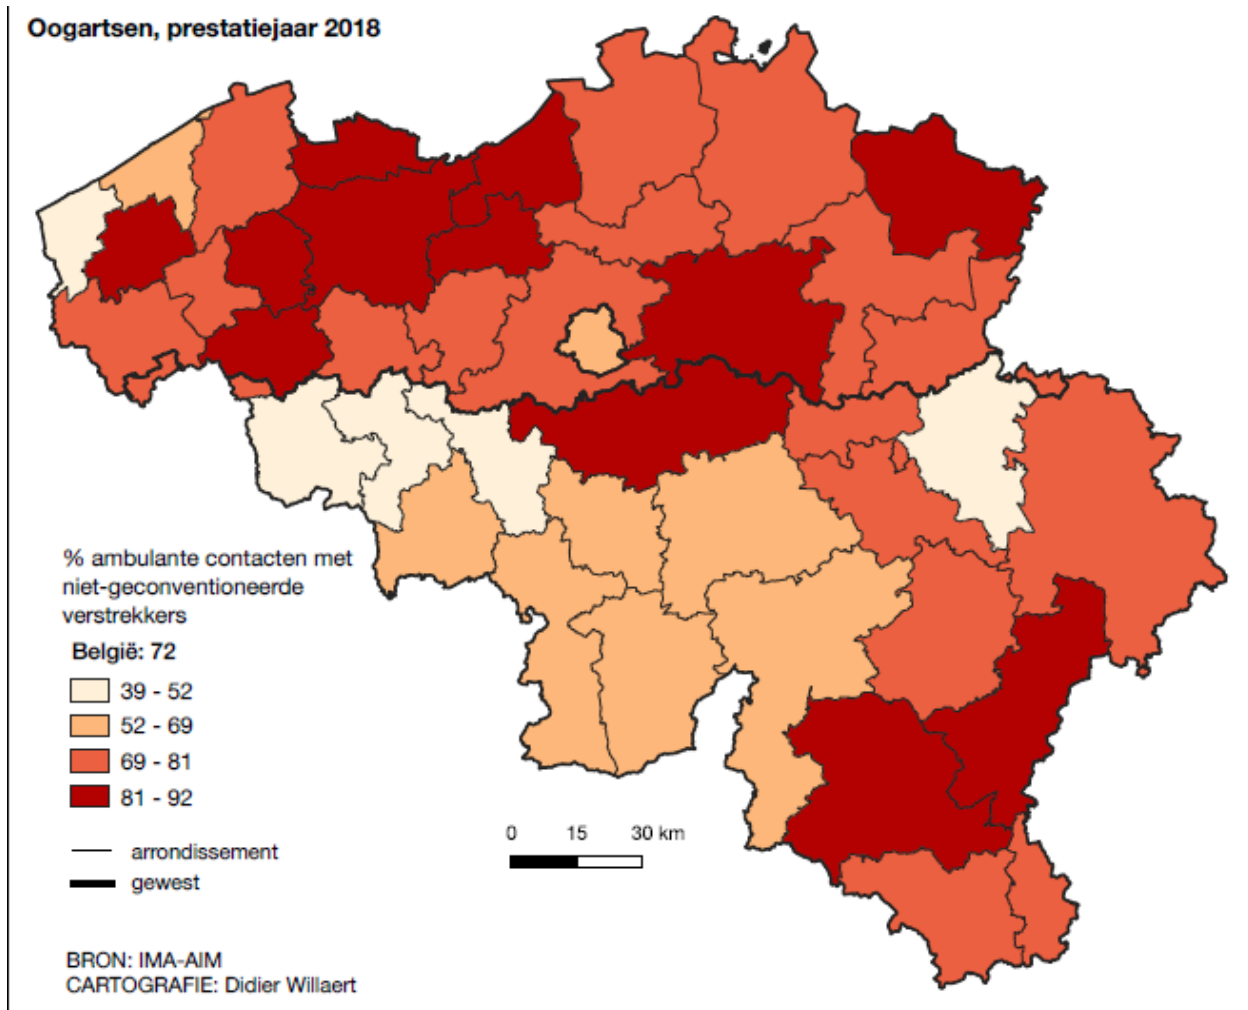 Oogartsen, prestatiejaar 2018
% ambulante contacten met
niet-geconventioneerde
verstrekkers
België: 72
39 - 52
52 - 69
69 - 81
81 - 92
0 15 30 km
arrondissement
gewest
BRON: IMA-AIM
CARTOGRAFIE: Didier Willaert